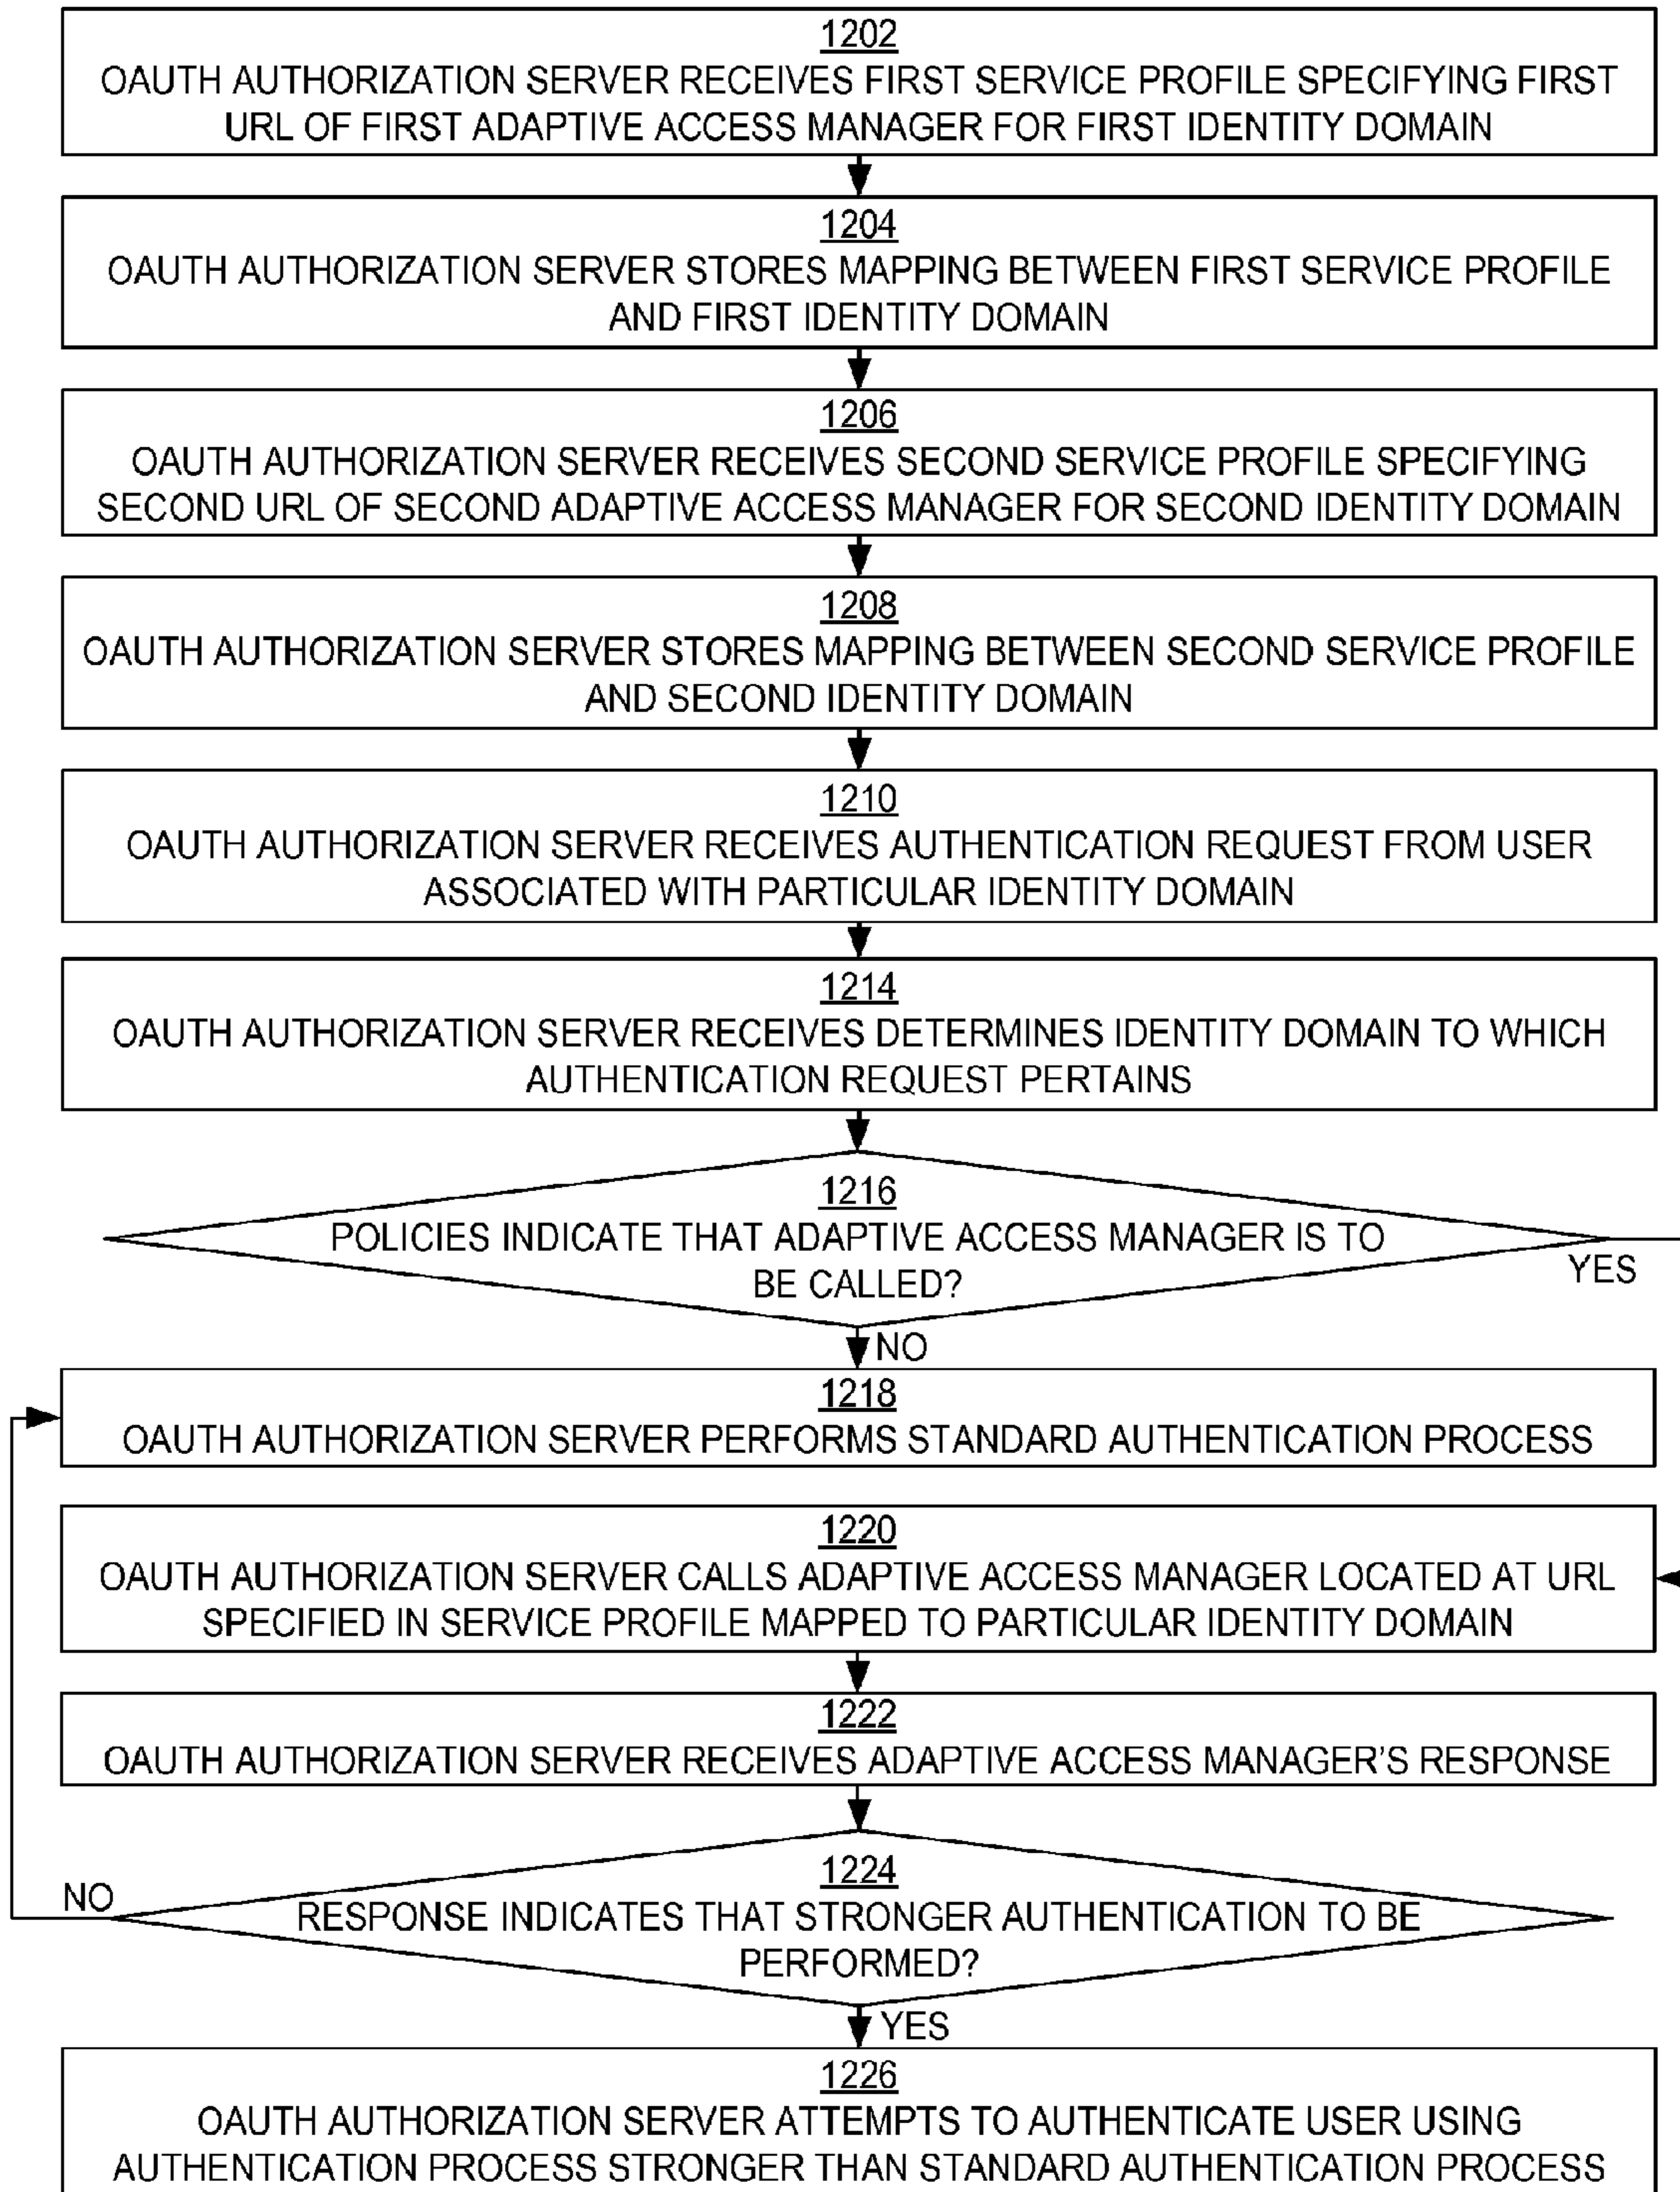 1202
OAUTH AUTHORIZATION SERVER RECEIVES FIRST SERVICE PROFILE SPECIFYING FIRST
URL OF FIRST ADAPTIVE ACCESS MANAGER FOR FIRST IDENTITY DOMAIN
1204
OAUTH AUTHORIZATION SERVER STORES MAPPING BETWEEN FIRST SERVICE PROFILE
AND FIRST IDENTITY DOMAIN
1206
OAUTH AUTHORIZATION SERVER RECEIVES SECOND SERVICE PROFILE SPECIFYING
SECOND URL OF SECOND ADAPTIVE ACCESS MANAGER FOR SECOND IDENTITY DOMAIN
1208
OAUTH AUTHORIZATION SERVER STORES MAPPING BETWEEN SECOND SERVICE PROFILE
AND SECOND IDENTITY DOMAIN
1210
OAUTH AUTHORIZATION SERVER RECEIVES AUTHENTICATION REQUEST FROM USER
ASSOCIATED WITH PARTICULAR IDENTITY DOMAIN
1214
OAUTH AUTHORIZATION SERVER RECEIVES DETERMINES IDENTITY DOMAIN TO WHICH
AUTHENTICATION REQUEST PERTAINS
1216
POLICIES INDICATE THAT ADAPTIVE ACCESS MANAGER IS TO
BE CALLED?
YES
NO
1218
OAUTH AUTHORIZATION SERVER PERFORMS STANDARD AUTHENTICATION PROCESS
1220
OAUTH AUTHORIZATION SERVER CALLS ADAPTIVE ACCESS MANAGER LOCATED AT URL
SPECIFIED IN SERVICE PROFILE MAPPED TO PARTICULAR IDENTITY DOMAIN
1222
OAUTH AUTHORIZATION SERVER RECEIVES ADAPTIVE ACCESS MANAGER'S RESPONSE
1224
NO
RESPONSE INDICATES THAT STRONGER AUTHENTICATION TO BE
PERFORMED?
YES
1226
OAUTH AUTHORIZATION SERVER ATTEMPTS TO AUTHENTICATE USER USING
AUTHENTICATION PROCESS STRONGER THAN STANDARD AUTHENTICATION PROCESS